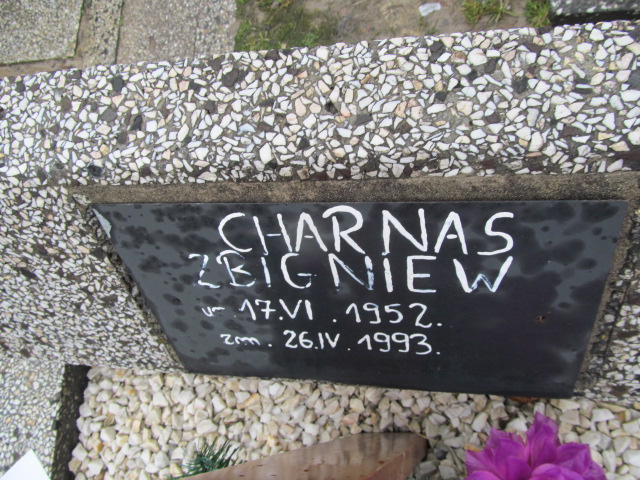 CHARNAS
ZBIGNIEW
ur 17.VI.1952.
zm. 26.IV.1993.